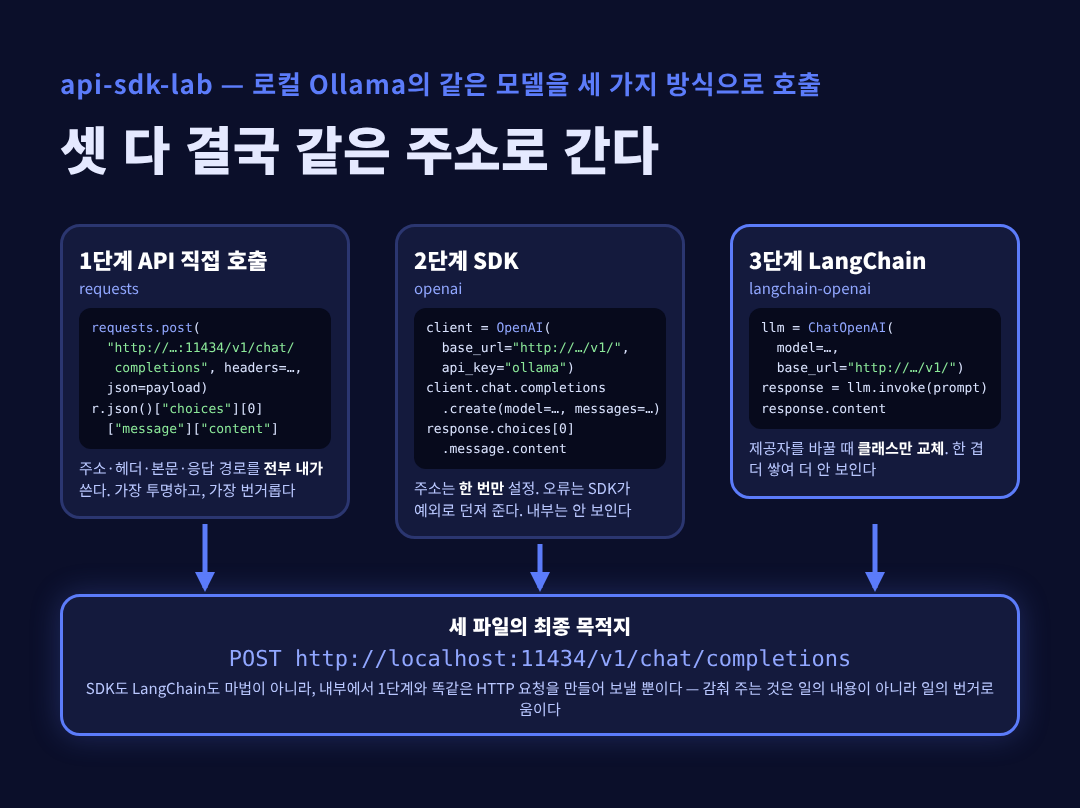 api-sdk-lab — 로컬 Ollama의 같은 모델을 세 가지 방식으로 호출
셋 다 결국 같은 주소로 간다
1단계 API 직접 호출
requests
requests.post(
"http://…:11434/v1/chat/
completions", headers=…,
json=payload)
r.json()["choices"][0]
["message"]["content"]
주소·헤더·본문·응답 경로를 전부 내가
쓴다. 가장 투명하고, 가장 번거롭다
2단계 SDK
openai
client = OpenAI(
base_url="http://…/v1/",
api_key="ollama")
client.chat.completions
.create(model=…, messages=…)
response.choices[0]
.message.content
주소는 한 번만 설정. 오류는 SDK가
예외로 던져 준다. 내부는 안 보인다
3단계 LangChain
langchain-openai
llm = ChatOpenAI(
model=…,
base_url="http://…/v1/")
response = llm.invoke(prompt)
response.content
제공자를 바꿀 때 클래스만 교체. 한 겹
더 쌓여 더 안 보인다
세 파일의 최종 목적지
POST http://localhost:11434/v1/chat/completions
SDK도 LangChain도 마법이 아니라, 내부에서 1단계와 똑같은 HTTP 요청을 만들어 보낼 뿐이다 — 감춰 주는 것은 일의 내용이 아니라 일의 번거로
움이다